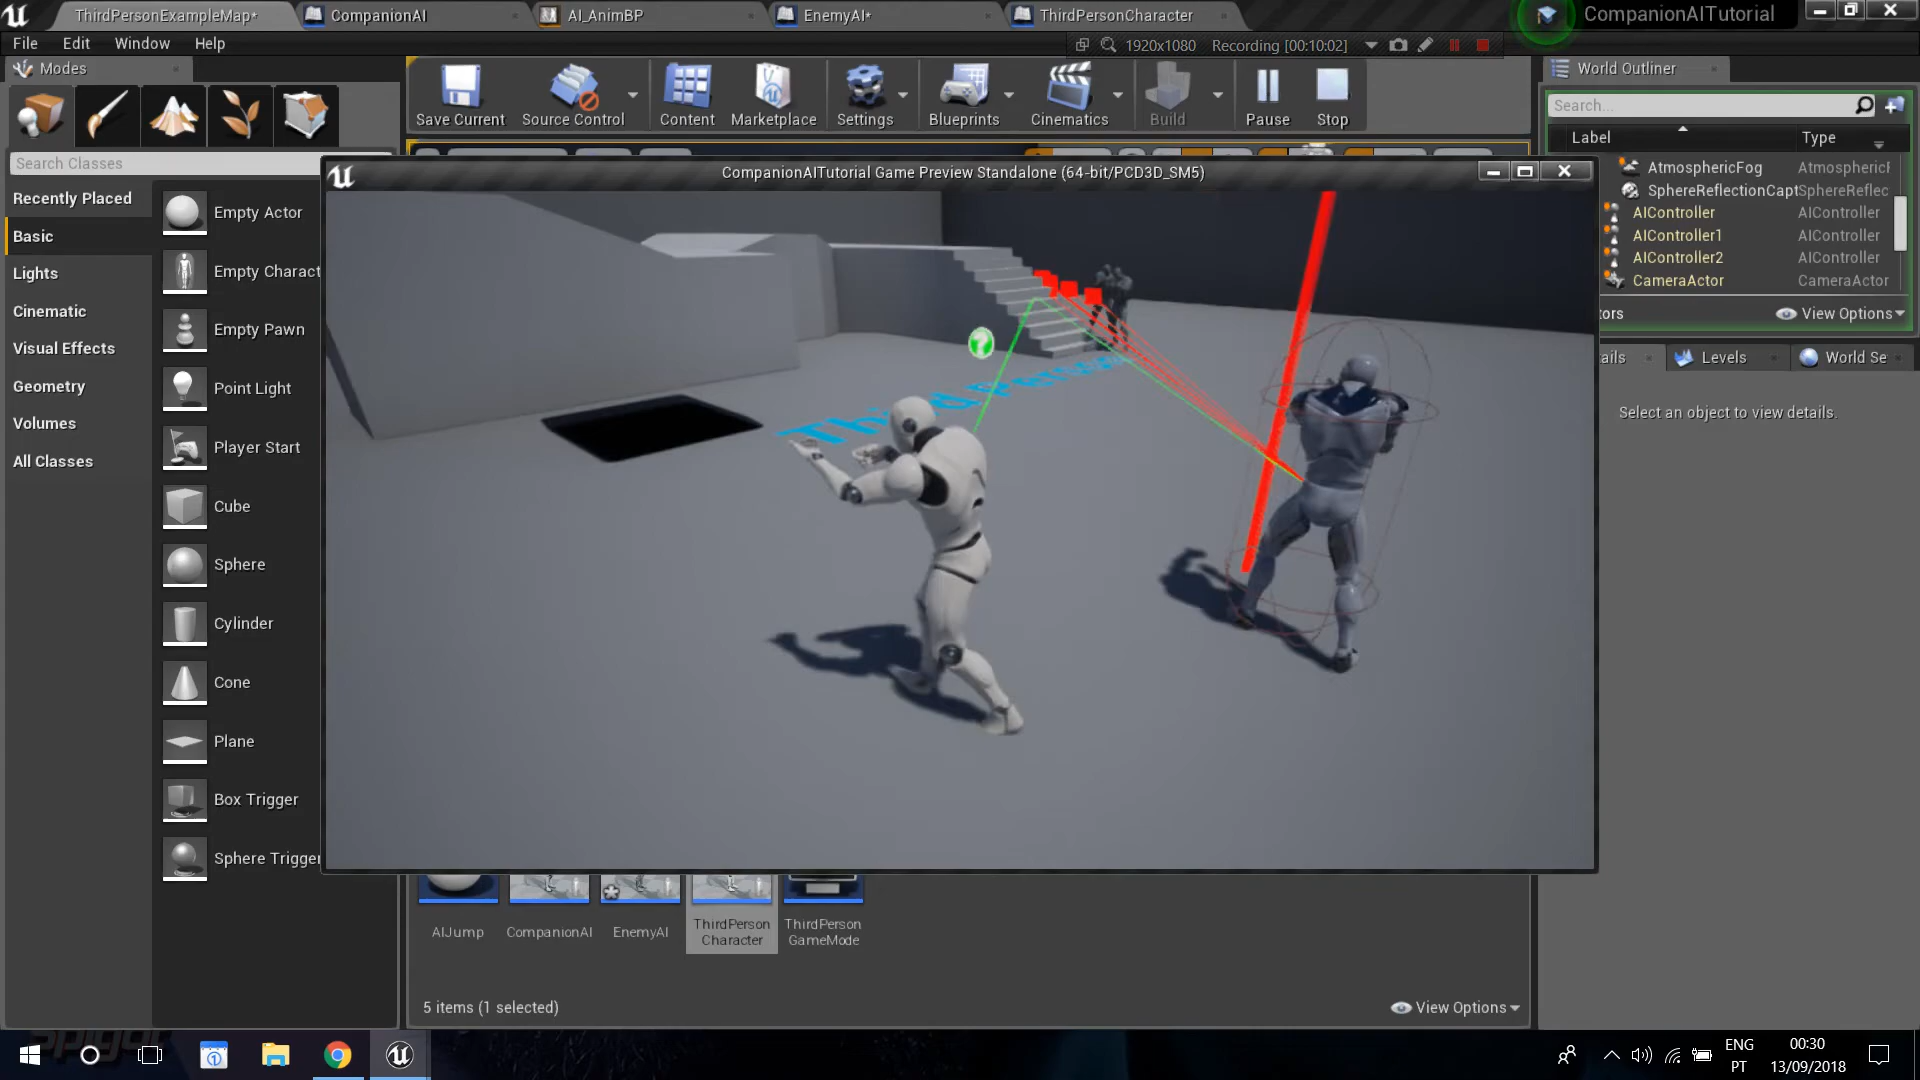 ThirdPersonExampleMap*
CompanionAI
AI_AnimBP
EnemyAI*
ThirdPersonCharacter
CompanionAITutorial
File
Edit
Window
Help
1920x1080
Recording [00:10:02]
Modes
World Outliner
Save Current
Source Control
Content
Marketplace
Settings
Blueprints
Cinematics
Build
Pause
Stop
Search...
Label
Type
Search Classes
CompanionAITutorial Game Preview Standalone (64-bit/PCD3D_SM5)
AtmosphericFog
AtmosphericF
SphereReflectionCapt
SphereReflec
AIController
AIController
AIController1
AIController
AIController2
AIController
CameraActor
CameraActor
tors
View Options
ails
Levels
World Se
Select an object to view details.
Recently Placed
Basic
Lights
Cinematic
Visual Effects
Geometry
Volumes
All Classes
Empty Actor
Empty Charact
Empty Pawn
Point Light
Player Start
Cube
Sphere
Cylinder
Cone
Plane
Box Trigger
Sphere Trigger
AIJump
CompanionAI
EnemyAI
ThirdPerson
Character
ThirdPerson
GameMode
5 items (1 selected)
View Options
ENG
PT
00:30
13/09/2018